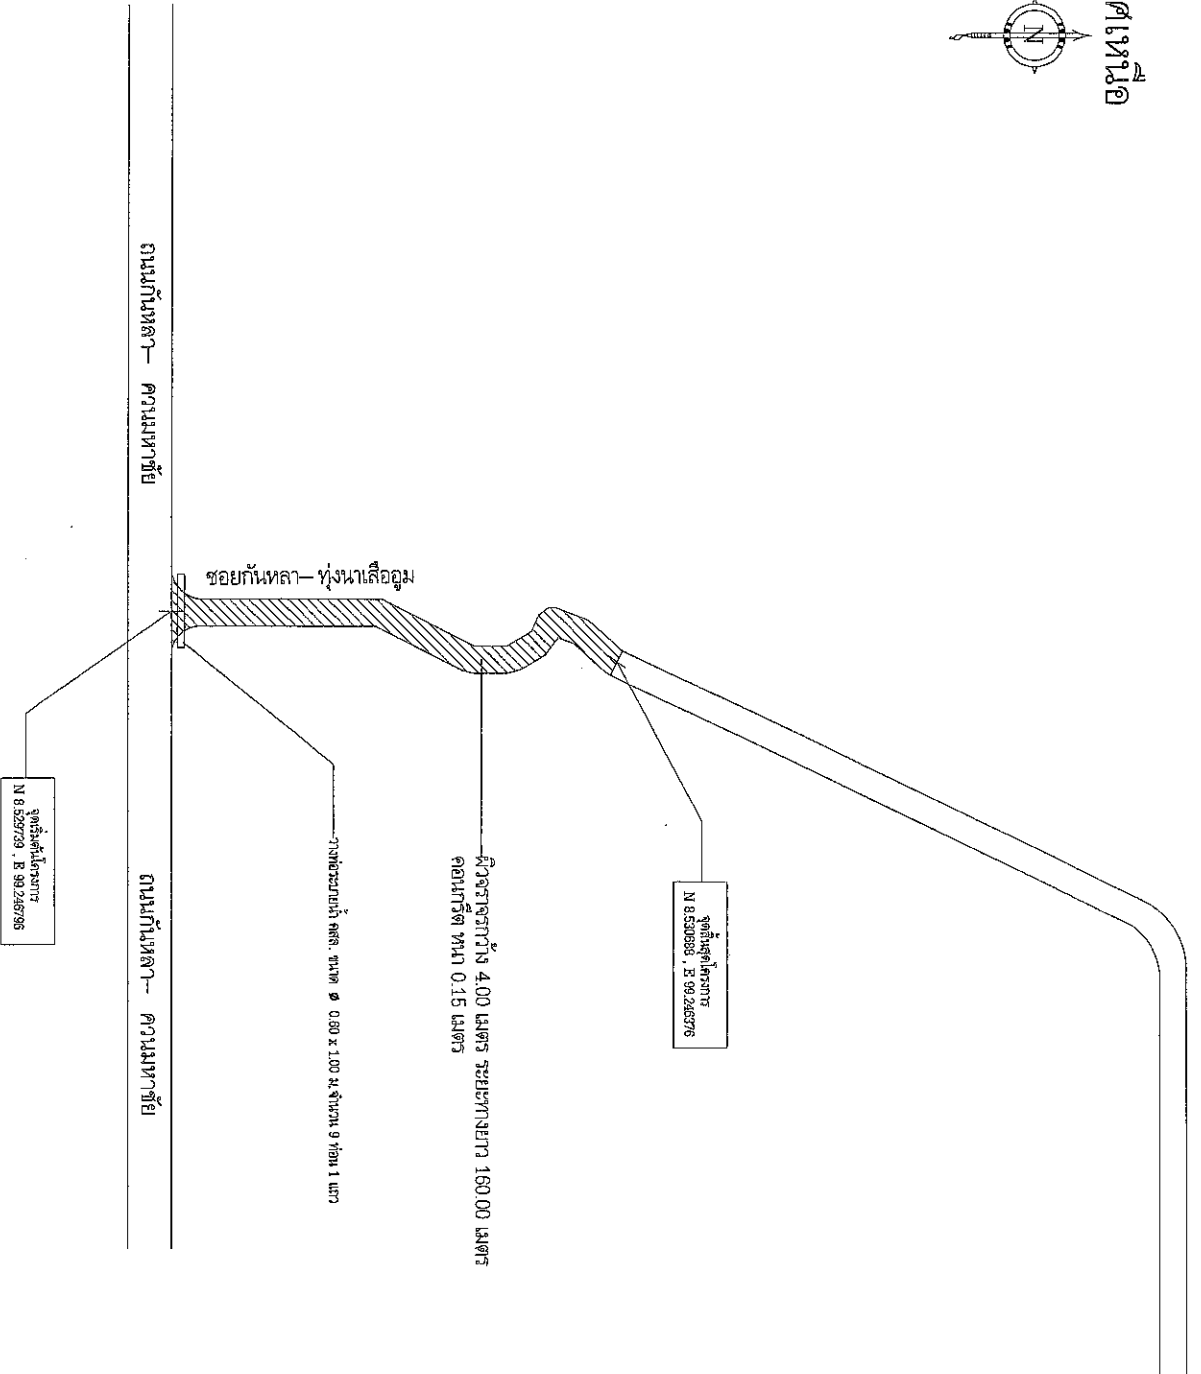 ศเหนือ
N
ถนนกันหลา- ควนมหาชัย
ซอยกันหลา-ทุ่งนาเสืออูม
จุดสิ้นสุดโครงการ
N 8.530688 , E 99.246376
ผิวจราจรกว้าง 4.00 เมตร ระยะทางยาว 160.00 เมตร
คอนกรีต หนา 0.15 เมตร
วางท่อระบายน้ำ คสล. ขนาด ø 0.60 x 1.00 ม. จำนวน 9 ท่อน 1 แถว
ถนนกันหลา- ควนมหาชัย
จุดเริ่มต้นโครงการ
N 8.529739 , E 99.246796